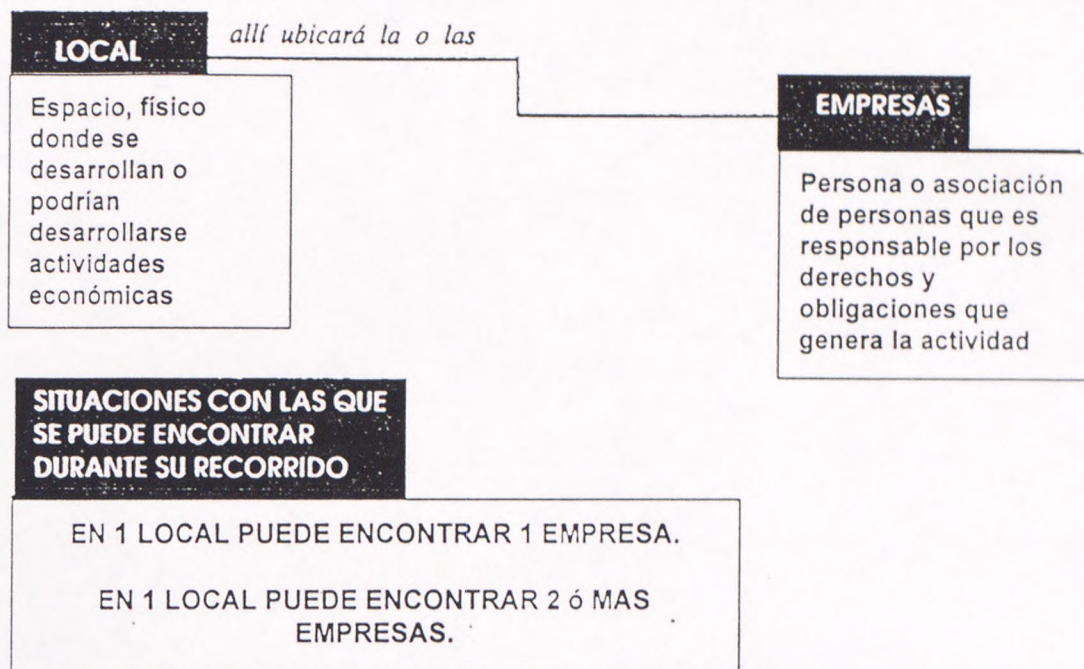 LOCAL
allí ubicará la o las
Espacio, físico
donde se
desarrollan o
podrían
desarrollarse
actividades
económicas
EMPRESAS
Persona o asociación
de personas que es
responsable por los
derechos y
obligaciones que
genera la actividad
SITUACIONES CON LAS QUE
SE PUEDE ENCONTRAR
DURANTE SU RECORRIDO
EN 1 LOCAL PUEDE ENCONTRAR 1 EMPRESA.
EN 1 LOCAL PUEDE ENCONTRAR 2 ó MAS
EMPRESAS.